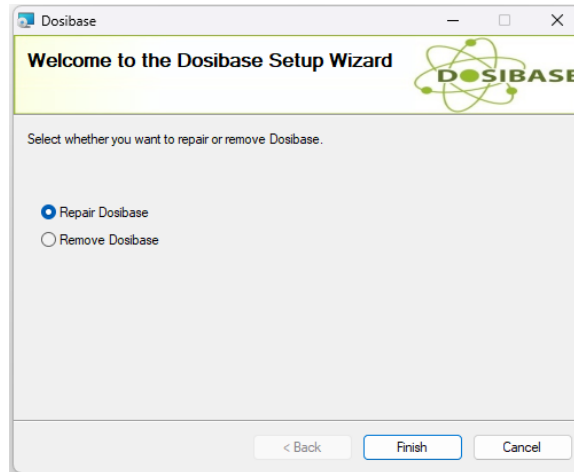 Dosibase
Welcome to the Dosibase Setup Wizard
DOSIBASE
Select whether you want to repair or remove Dosibase.
Repair Dosibase
Remove Dosibase
< Back
Finish
Cancel